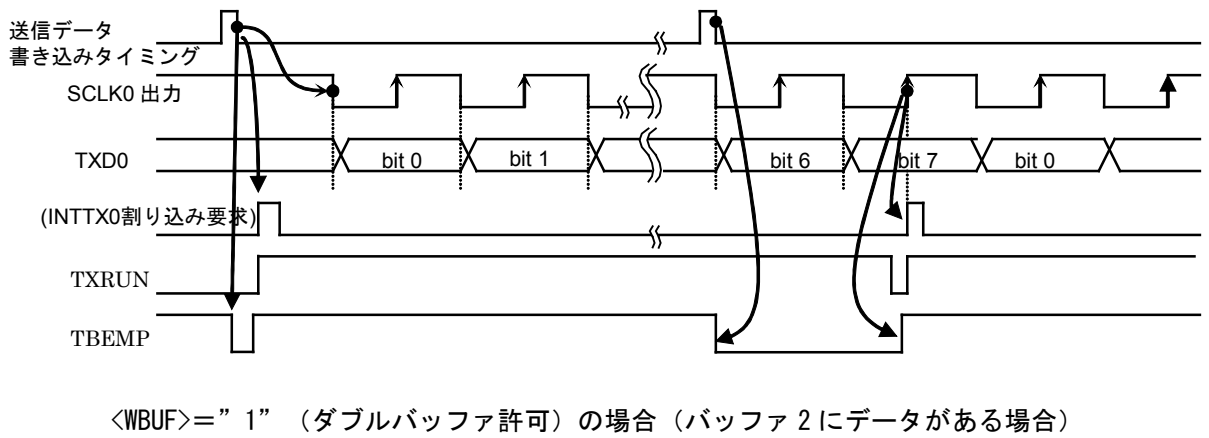 送信データ
書き込みタイミング
SCLK0 出力
TXD0
bit 0
bit 1
bit 6
bit 7
bit 0
(INTTX0割り込み要求)
TXRUN
TBEMP
<WBUF>=”1” (ダブルバッファ許可) の場合 (バッファ 2 にデータがある場合)